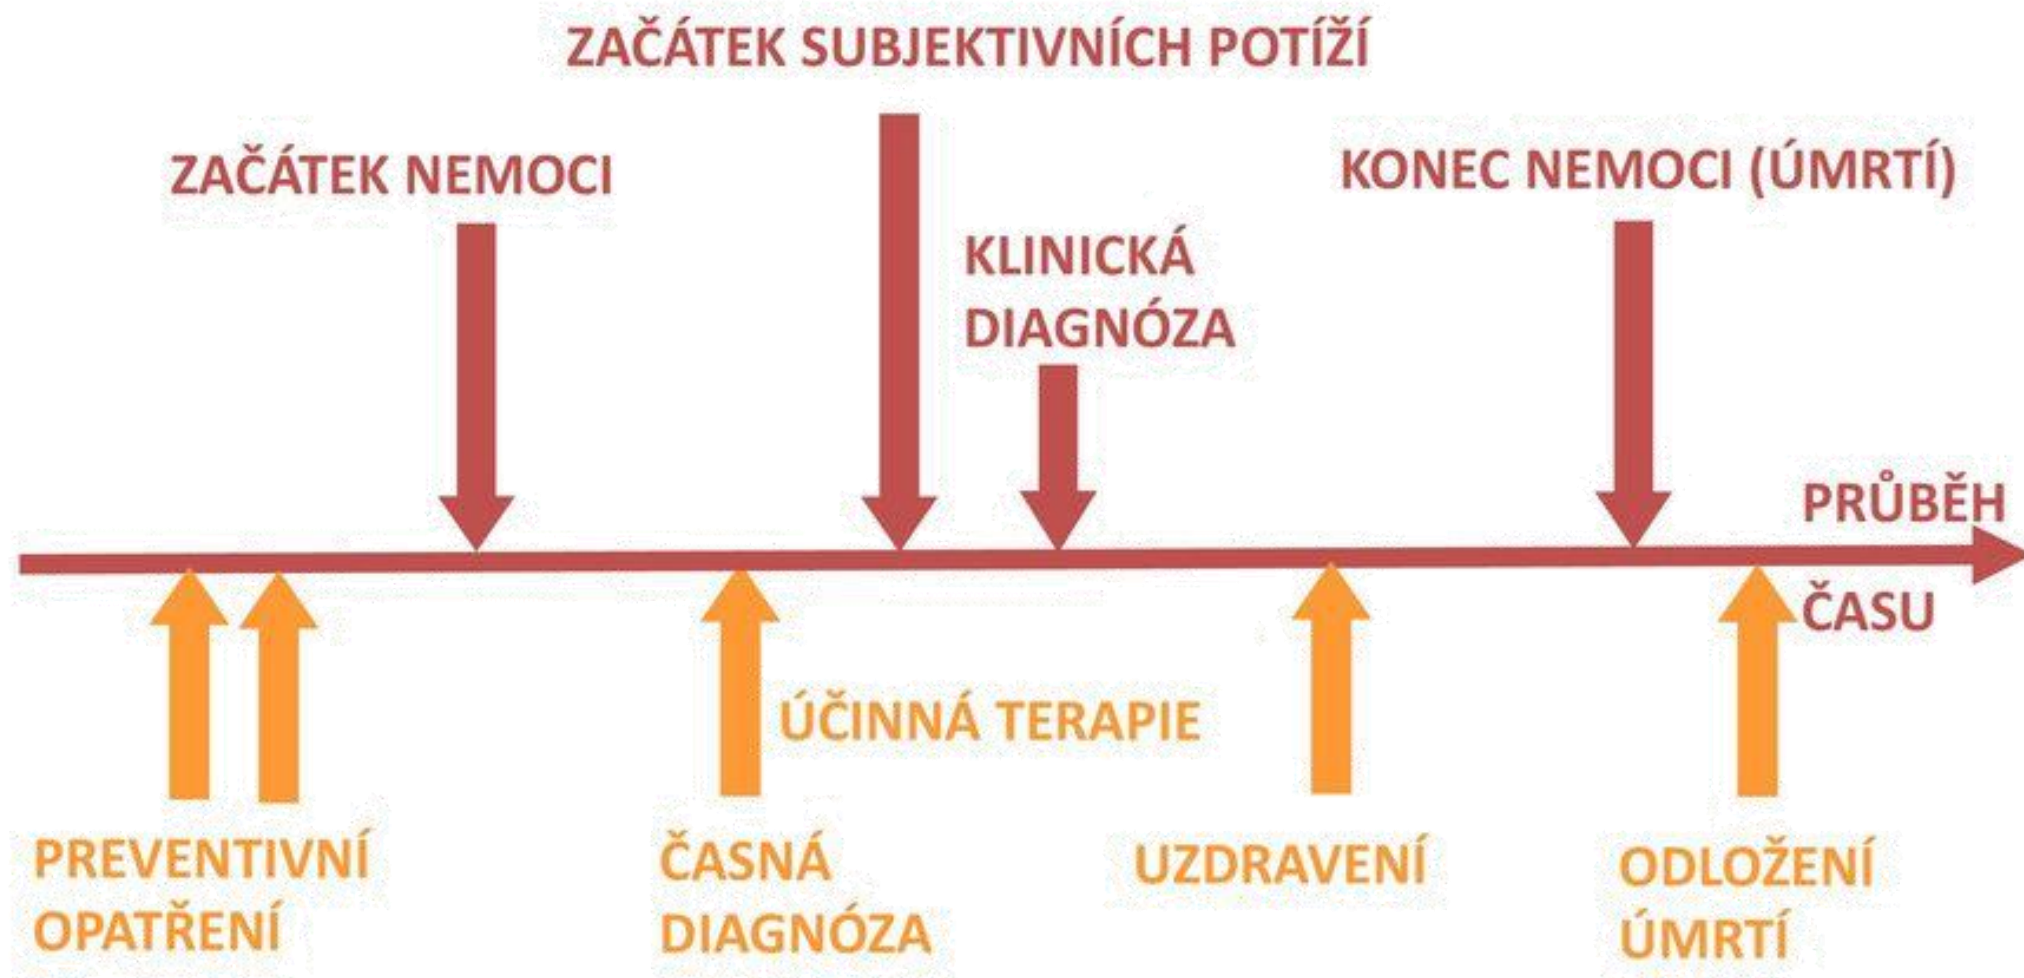 ZAČÁTEK SUBJEKTIVNÍCH POTÍŽÍ
ZAČÁTEK NEMOCI
KONEC NEMOCI (ÚMRTÍ)
KLINICKÁ
DIAGNÓZA
PRŮBĚH
ČASU
ÚČINNÁ TERAPIE
PREVENTIVNÍ
OPATŘENÍ
ČASNÁ
DIAGNÓZA
UZDRAVENÍ
ODLOŽENÍ
ÚMRTÍ